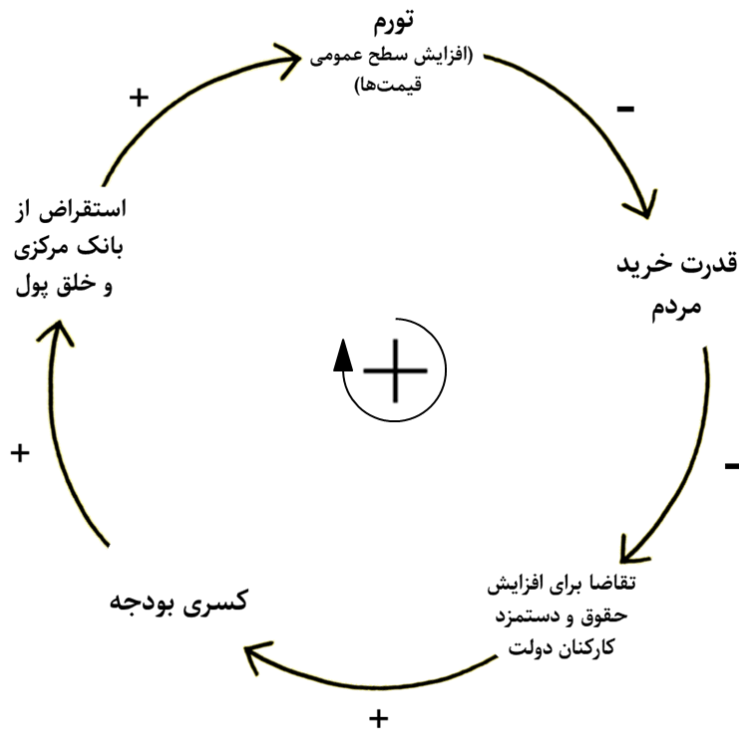 تورم
(افزایش سطح عمومی
قیمت‌ها)
-
قدرت خرید
مردم
-
تقاضا برای افزایش
حقوق و دستمزد
کارکنان دولت
+
کسری بودجه
+
استقراض از
بانک مرکزی
و خلق پول
+
+